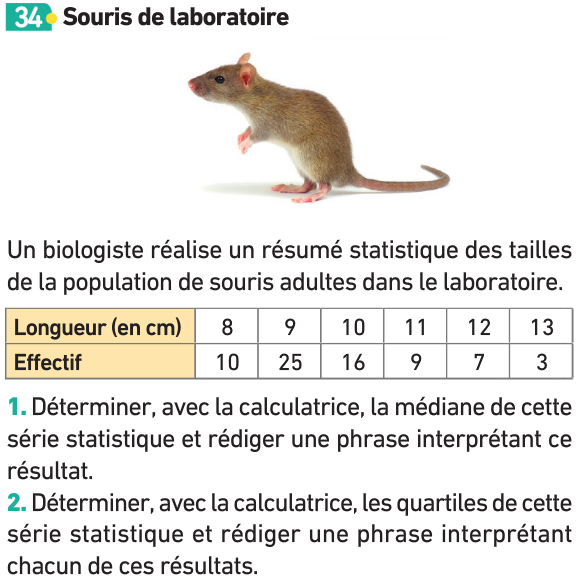 34 Souris de laboratoire
Un biologiste réalise un résumé statistique des tailles
de la population de souris adultes dans le laboratoire.
Longueur (en cm) 8 9 10 11 12 13
Effectif 10 25 16 9 7 3
1. Déterminer, avec la calculatrice, la médiane de cette
série statistique et rédiger une phrase interprétant ce
résultat.
2. Déterminer, avec la calculatrice, les quartiles de cette
série statistique et rédiger une phrase interprétant
chacun de ces résultats.